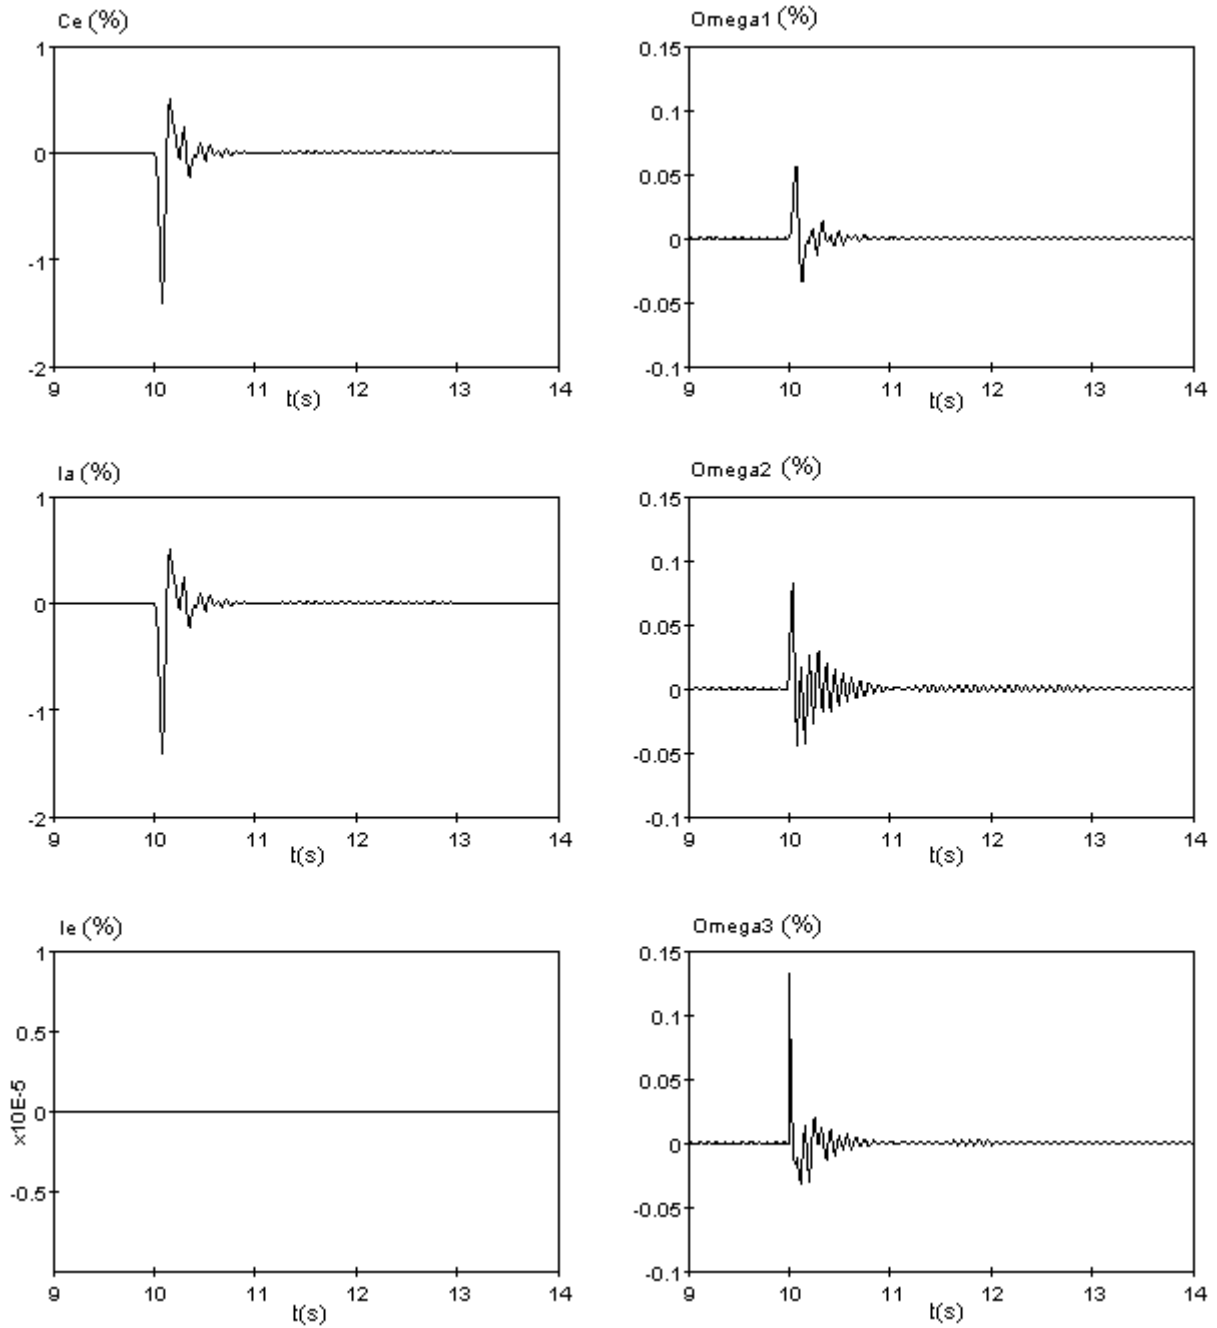 Ce (%)
1
0
-1
-2
9 10 11 12 13 14
t(s)
Omega1 (%)
0.15
0.1
0.05
0
-0.05
-0.1
9 10 11 12 13 14
t(s)
Ia (%)
1
0
-1
-2
9 10 11 12 13 14
t(s)
Omega2 (%)
0.15
0.1
0.05
0
-0.05
-0.1
9 10 11 12 13 14
t(s)
Ie (%)
1
0.5
0
-0.5
x10E-5
9 10 11 12 13 14
t(s)
Omega3 (%)
0.15
0.1
0.05
0
-0.05
-0.1
9 10 11 12 13 14
t(s)